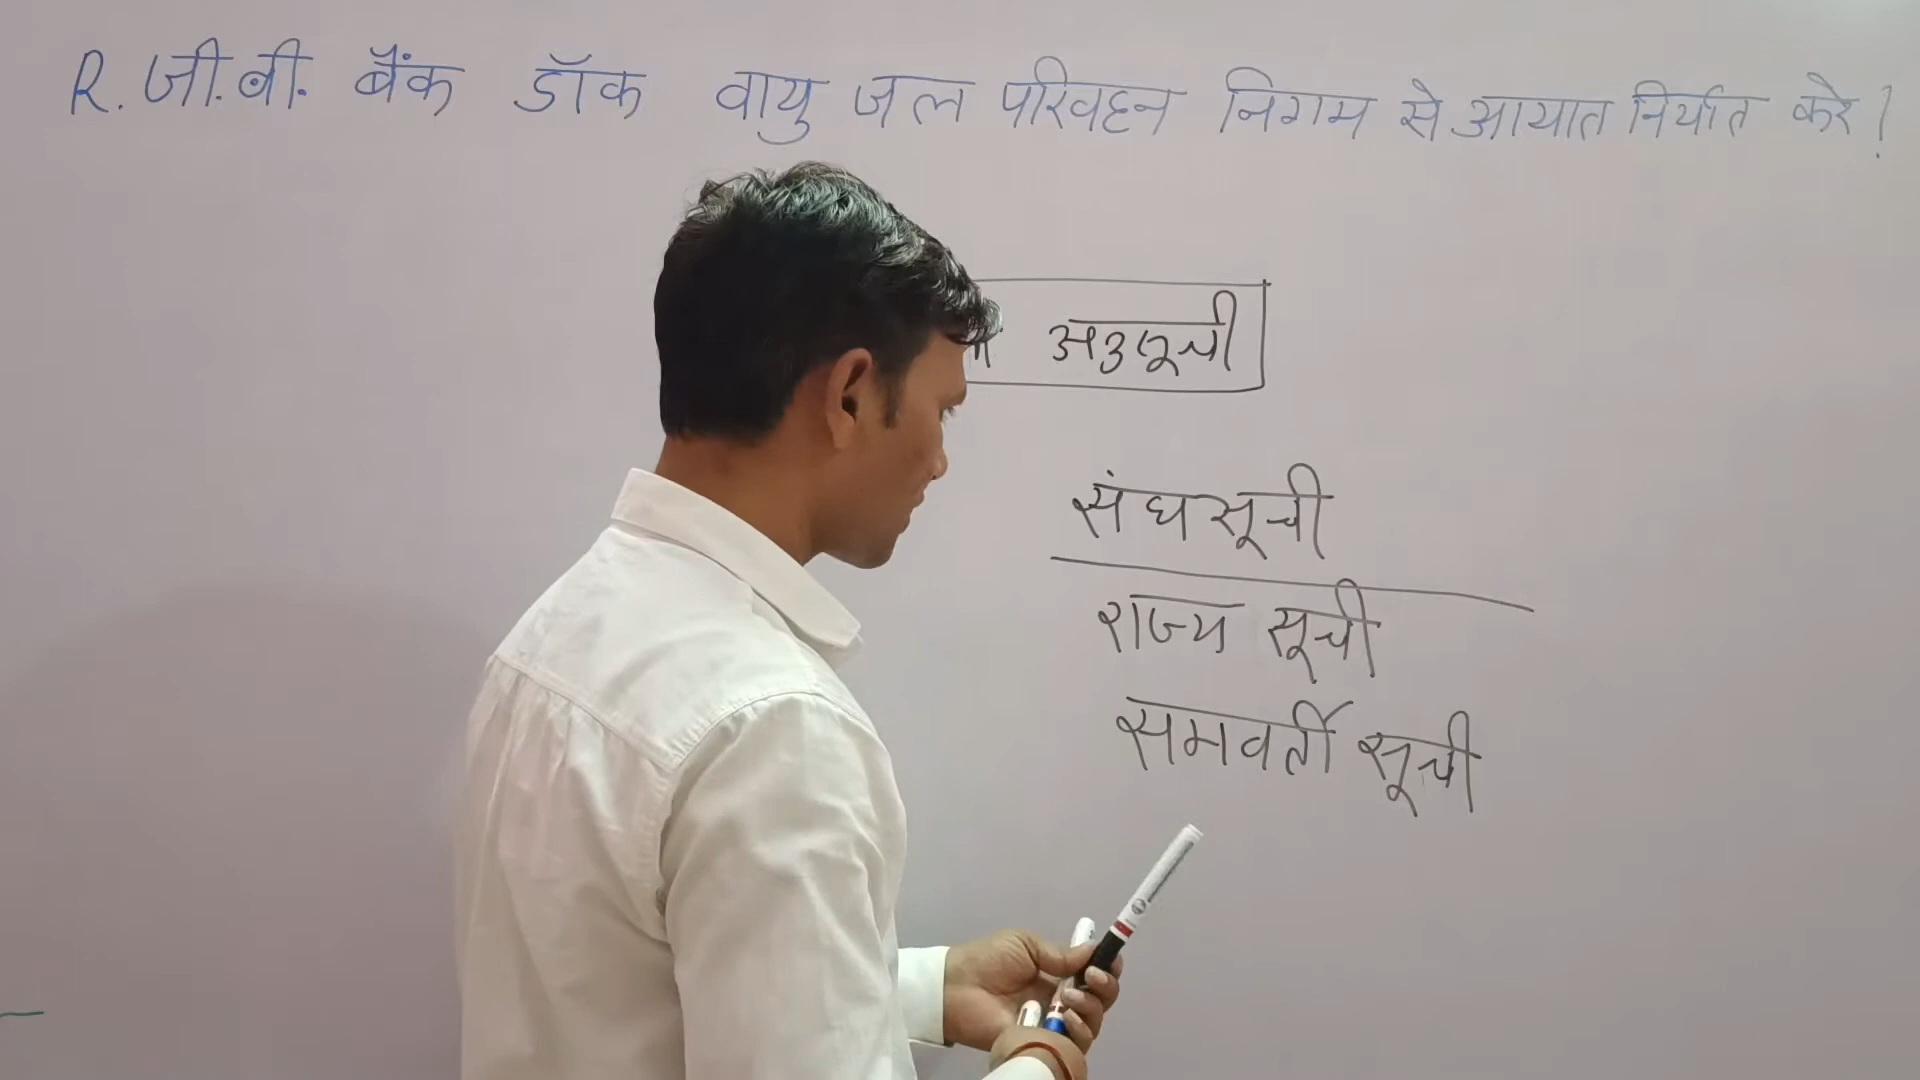 R. जी.बी. बैंक डॉक वायु जल परिवहन निगम से आयात निर्यात करे!
अनुसूची
संघसूची
राज्य सूची
समवर्ती सूची